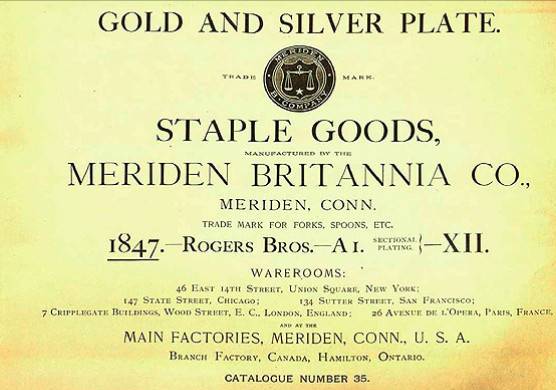 GOLD AND SILVER PLATE.
MERIDEN
B. COMPANY
TRADE MARK.
STAPLE GOODS,
MANUFACTURED BY THE
MERIDEN BRITANNIA CO.,
MERIDEN, CONN.
TRADE MARK FOR FORKS, SPOONS, ETC.
1847.—ROGERS BROS.—A1. SECTIONAL PLATING. }—XII.
WAREROOMS:
46 EAST 14TH STREET, UNION SQUARE, NEW YORK;
147 STATE STREET, CHICAGO; 134 SUTTER STREET, SAN FRANCISCO;
7 CRIPPLEGATE BUILDINGS, WOOD STREET, E. C., LONDON, ENGLAND; 26 AVENUE DE L'OPERA, PARIS, FRANCE,
AND AT THE
MAIN FACTORIES, MERIDEN, CONN., U. S. A.
BRANCH FACTORY, CANADA, HAMILTON, ONTARIO.
CATALOGUE NUMBER 35.